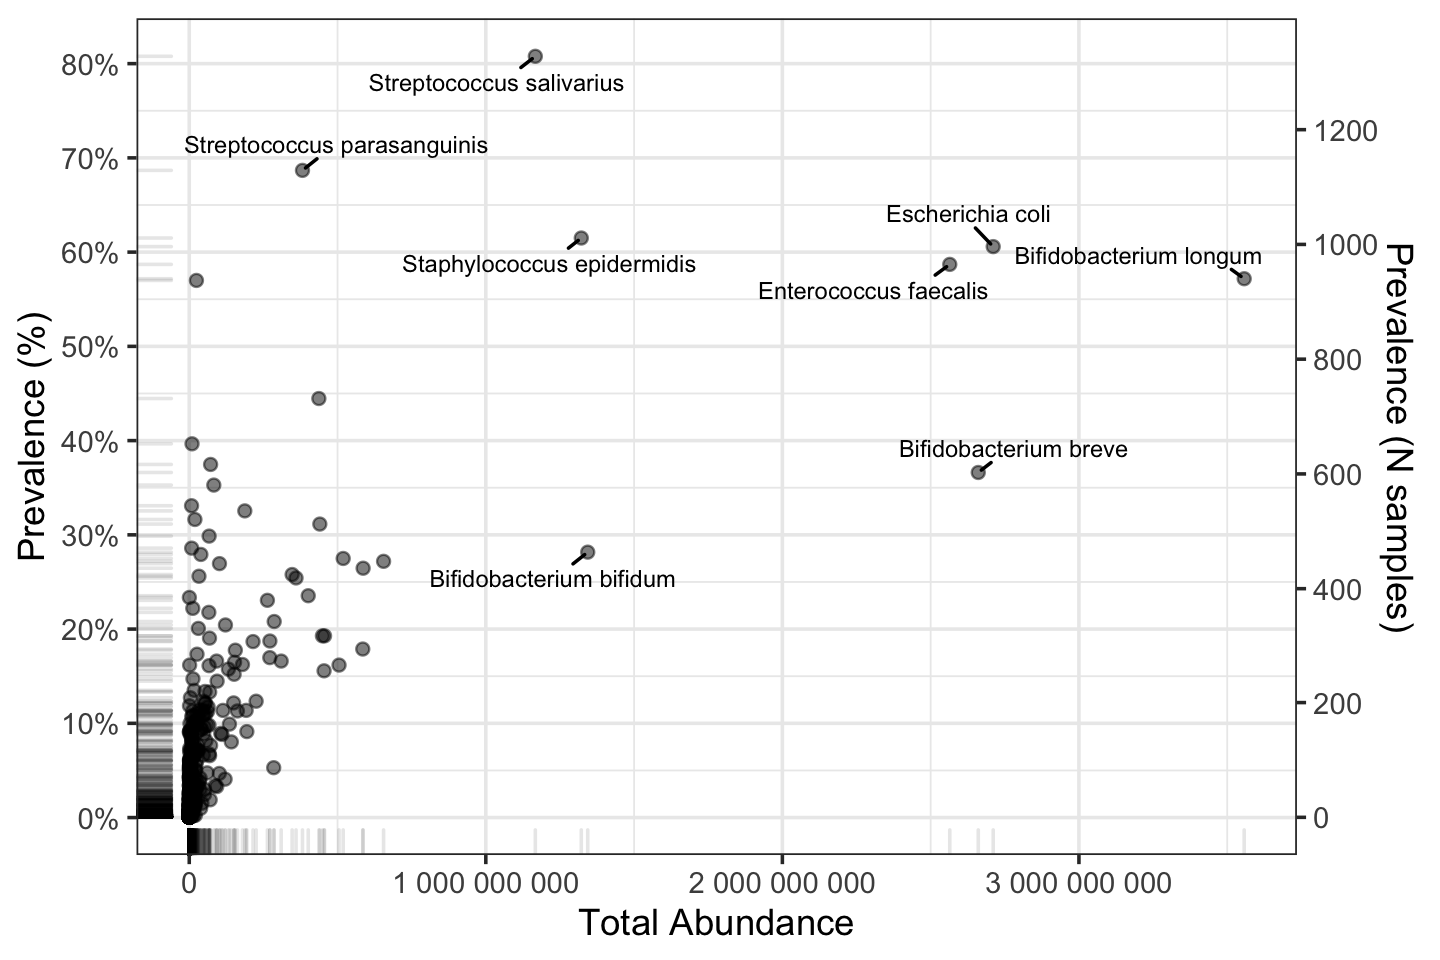 80%
Streptococcus salivarius
1200
Streptococcus parasanguinis
70%
Escherichia coli
60%
Staphylococcus epidermidis
Bifidobacterium longum
1000
Enterococcus faecalis
50%
800
Prevalence (%)
Prevalence (N samples)
40%
Bifidobacterium breve
600
30%
Bifidobacterium bifidum
400
20%
200
10%
0%
0
0
1 000 000 000
2 000 000 000
3 000 000 000
Total Abundance